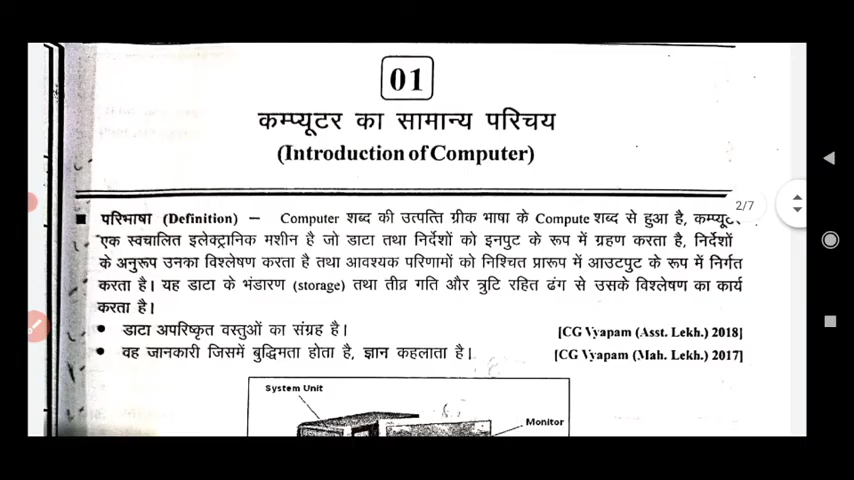 01
कम्प्यूटर का सामान्य परिचय
(Introduction of Computer)
■ परिभाषा (Definition) — Computer शब्द की उत्पत्ति ग्रीक भाषा के Compute शब्द से हुआ है, कम्प्यूटर
एक स्वचालित इलेक्ट्रानिक मशीन है जो डाटा तथा निर्देशों को इनपुट के रूप में ग्रहण करता है, निर्देशों
के अनुरूप उनका विश्लेषण करता है तथा आवश्यक परिणामों को निश्चित प्रारूप में आउटपुट के रूप में निर्गत
करता है। यह डाटा के भंडारण (storage) तथा तीव्र गति और त्रुटि रहित ढंग से उसके विश्लेषण का कार्य
करता है।
• डाटा अपरिष्कृत वस्तुओं का संग्रह है। [CG Vyapam (Asst. Lekh.) 2018]
• वह जानकारी जिसमें बुद्धिमता होता है, ज्ञान कहलाता है। [CG Vyapam (Mah. Lekh.) 2017]
2/7
System Unit
Monitor